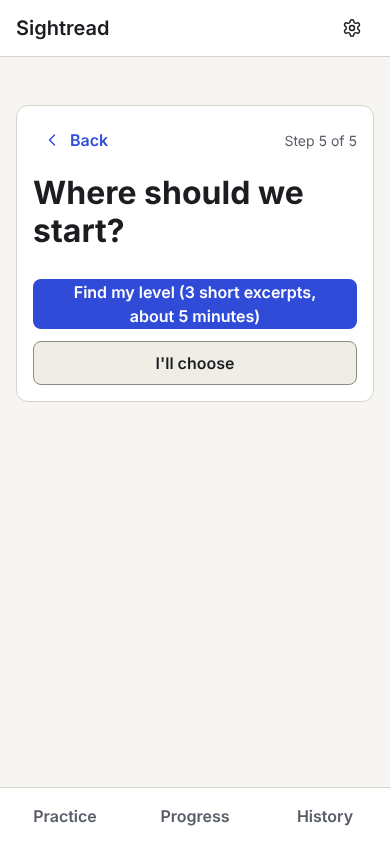 Sightread
Back
Step 5 of 5
Where should we
start?
Find my level (3 short excerpts,
about 5 minutes)
I'll choose
Practice
Progress
History